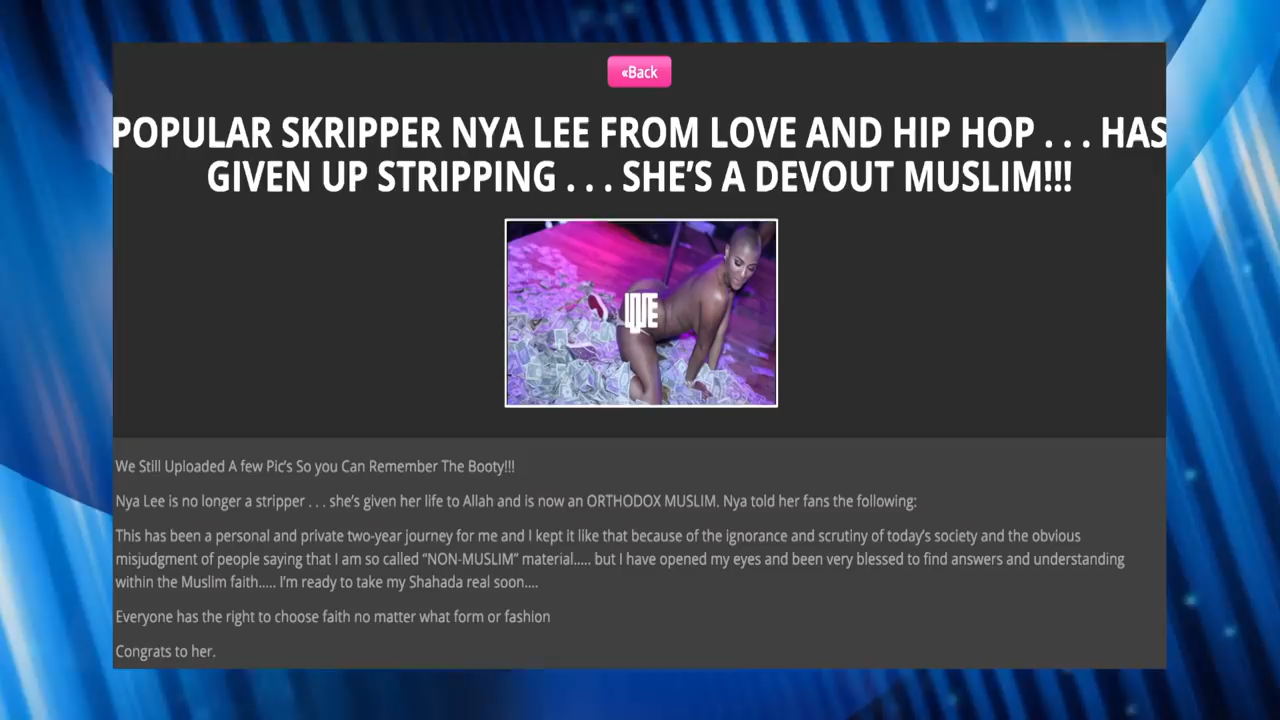 «Back
POPULAR SKRIPPER NYA LEE FROM LOVE AND HIP HOP . . . HAS
GIVEN UP STRIPPING . . . SHE’S A DEVOUT MUSLIM!!!
We Still Uploaded A few Pic’s So you Can Remember The Booty!!!
Nya Lee is no longer a stripper . . . she’s given her life to Allah and is now an ORTHODOX MUSLIM. Nya told her fans the following:
This has been a personal and private two-year journey for me and I kept it like that because of the ignorance and scrutiny of today’s society and the obvious
misjudgment of people saying that I am so called “NON-MUSLIM” material..... but I have opened my eyes and been very blessed to find answers and understanding
within the Muslim faith..... I’m ready to take my Shahada real soon....
Everyone has the right to choose faith no matter what form or fashion
Congrats to her.